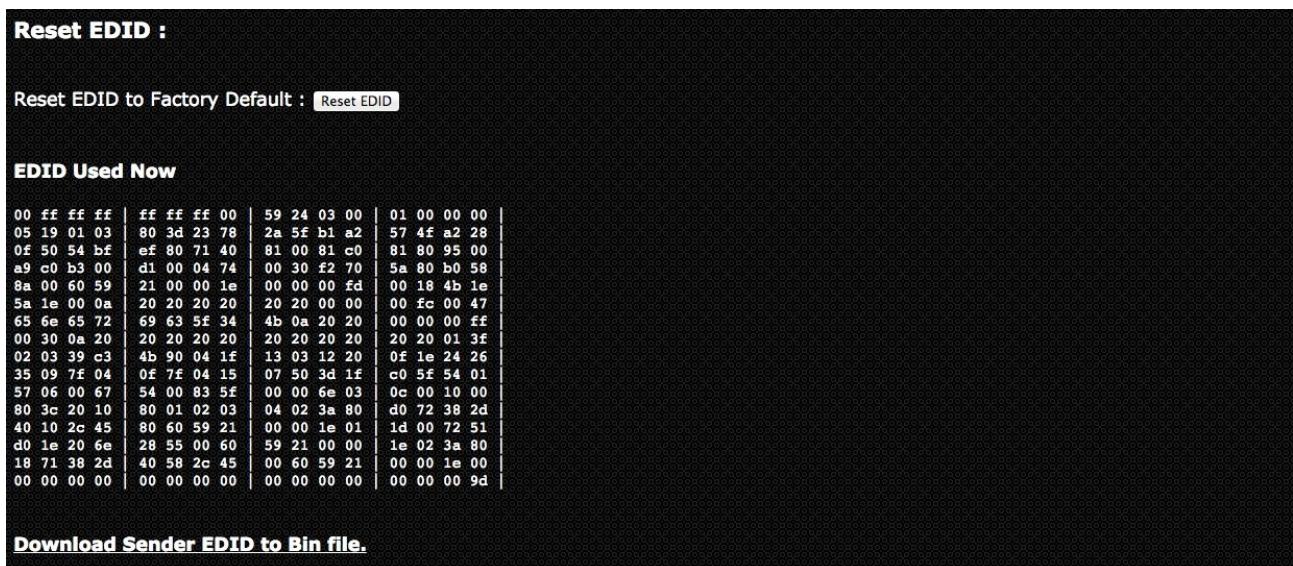 Reset EDID :
Reset EDID to Factory Default : Reset EDID
EDID Used Now
00 ff ff ff | ff ff ff 00 | 59 24 03 00 | 01 00 00 00 |
05 19 01 03 | 80 3d 23 78 | 2a 5f b1 a2 | 57 4f a2 28 |
0f 50 54 bf | ef 80 71 40 | 81 00 81 c0 | 81 80 95 00 |
a9 c0 b3 00 | d1 00 04 74 | 00 30 f2 70 | 5a 80 b0 58 |
8a 00 60 59 | 21 00 00 1e | 00 00 00 fd | 00 18 4b 1e |
5a 1e 00 0a | 20 20 20 20 | 20 20 00 00 | 00 fc 00 47 |
65 6e 65 72 | 69 63 5f 34 | 4b 0a 20 20 | 00 00 00 ff |
00 30 0a 20 | 20 20 20 20 | 20 20 20 20 | 20 20 01 3f |
02 03 39 c3 | 4b 90 04 1f | 13 03 12 20 | 0f 1e 24 26 |
35 09 7f 04 | 0f 7f 04 15 | 07 50 3d 1f | c0 5f 54 01 |
57 06 00 67 | 54 00 83 5f | 00 00 6e 03 | 0c 00 10 00 |
80 3c 20 10 | 80 01 02 03 | 04 02 3a 80 | d0 72 38 2d |
40 10 2c 45 | 80 60 59 21 | 00 00 1e 01 | 1d 00 72 51 |
d0 1e 20 6e | 28 55 00 60 | 59 21 00 00 | 1e 02 3a 80 |
18 71 38 2d | 40 58 2c 45 | 00 60 59 21 | 00 00 1e 00 |
00 00 00 00 | 00 00 00 00 | 00 00 00 00 | 00 00 00 9d |
Download Sender EDID to Bin file.